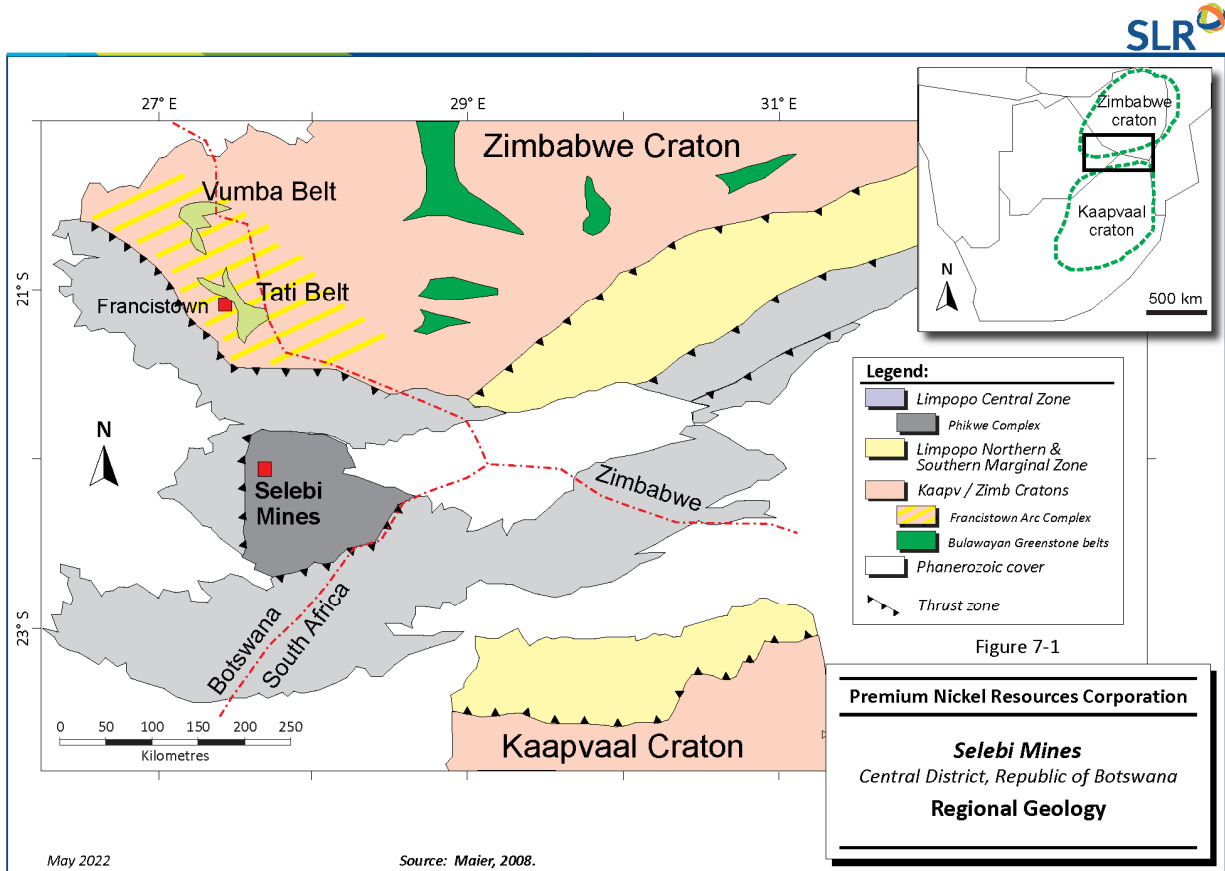 SLR
27° E
29° E
31° E
21° S
23° S
Zimbabwe Craton
Vumba Belt
Tati Belt
Francistown
N
Selebi
Mines
Zimbabwe
Botswana
South Africa
Kaapvaal Craton
0 50 100 150 200 250
Kilometres
Zimbabwe
craton
Kaapvaal
craton
N
500 km
Legend:
Limpopo Central Zone
Phikwe Complex
Limpopo Northern &
Southern Marginal Zone
Kaapv / Zimb Cratons
Francistown Arc Complex
Bulawayan Greenstone belts
Phanerozoic cover
Thrust zone
Figure 7-1
Premium Nickel Resources Corporation
Selebi Mines
Central District, Republic of Botswana
Regional Geology
May 2022
Source: Maier, 2008.